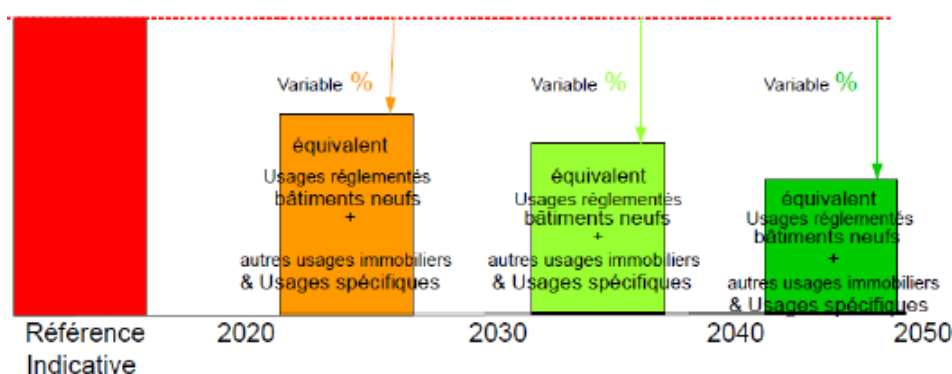 Variable %
Variable %
Variable %
équivalent
Usages réglementés
bâtiments neufs
+
autres usages immobiliers
& Usages spécifiques
équivalent
Usages réglementés
bâtiments neufs
+
autres usages immobiliers
& Usages spécifiques
équivalent
Usages réglementés
bâtiments neufs
+
autres usages immobiliers
& Usages spécifiques
Référence
Indicative
2020
2030
2040
2050